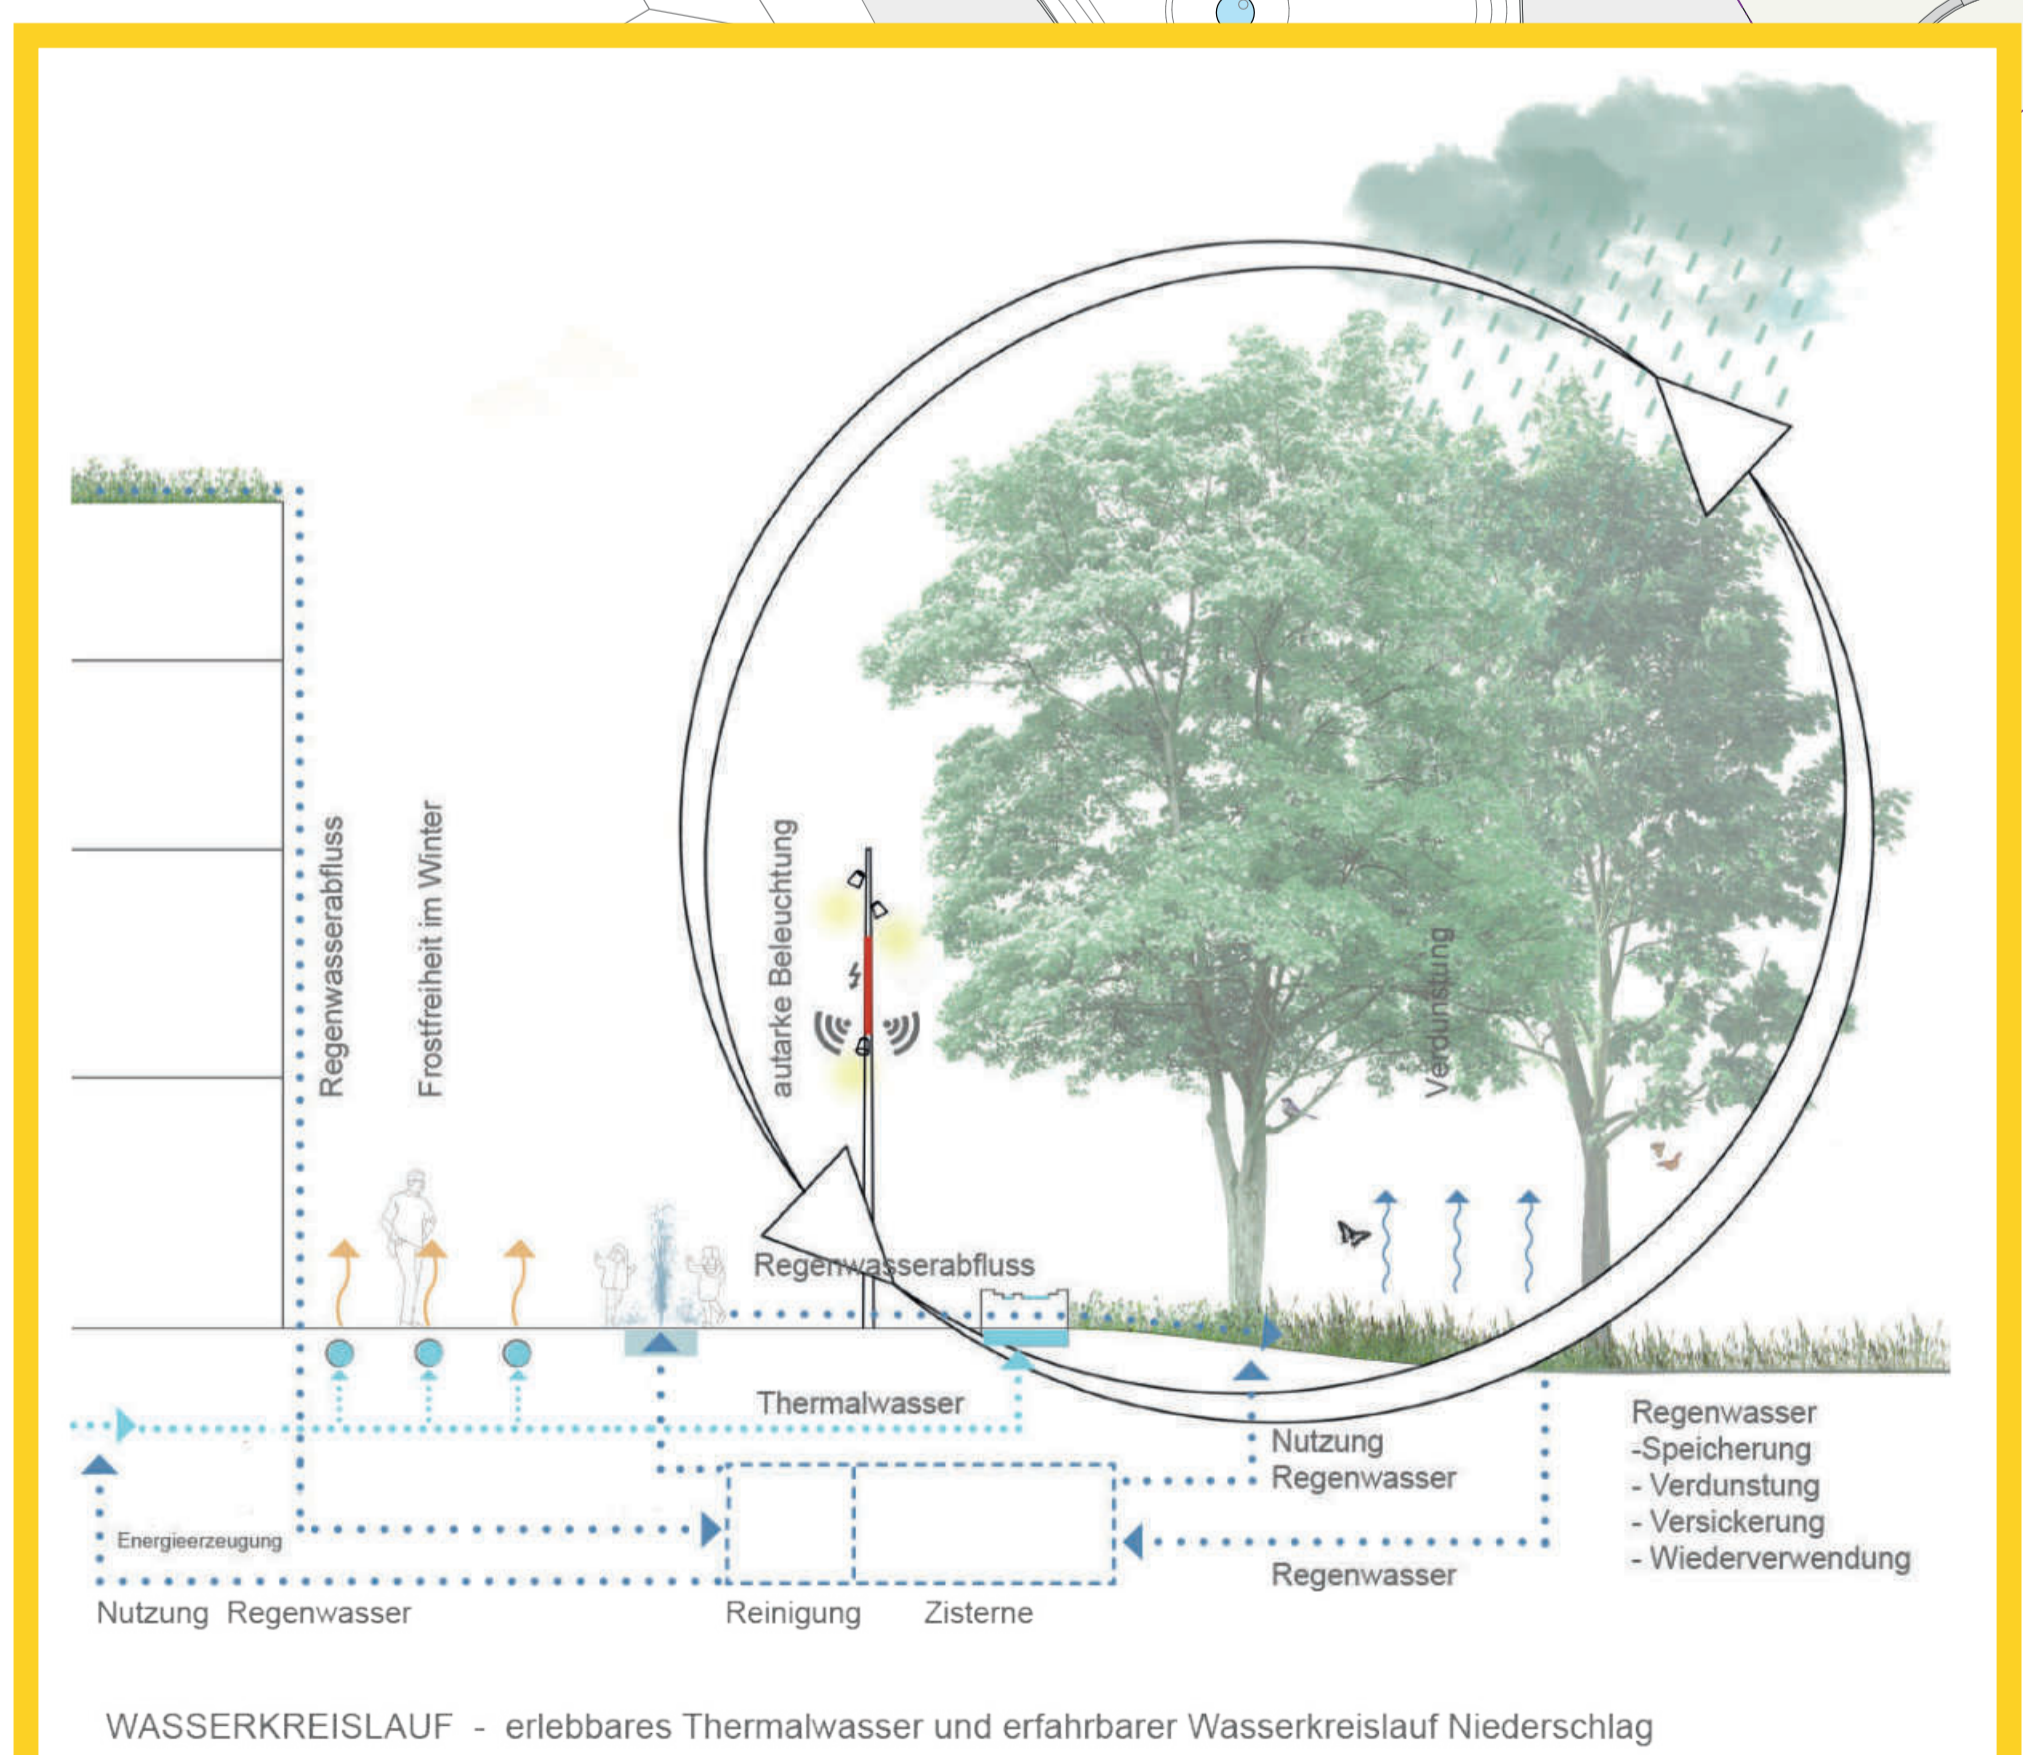 Regenwasserabfluss
Frostfreiheit im Winter
autarke Beleuchtung
Verdunstung
Regenwasserabfluss
Thermalwasser
Nutzung
Regenwasser
Regenwasser
-Speicherung
- Verdunstung
- Versickerung
- Wiederverwendung
Energieerzeugung
Regenwasser
Nutzung Regenwasser
Reinigung
Zisterne
WASSERKREISLAUF - erlebbares Thermalwasser und erfahrbarer Wasserkreislauf Niederschlag